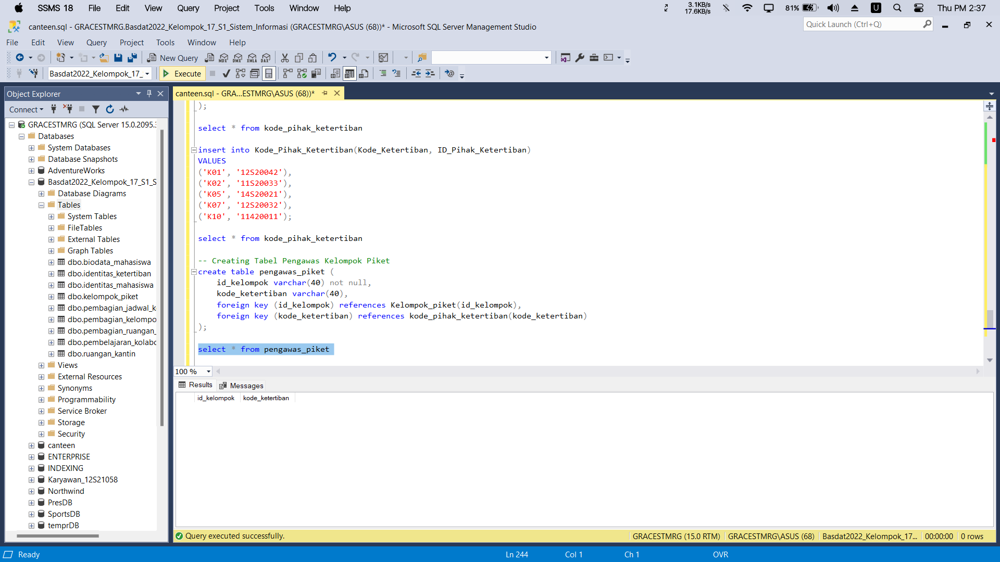 SSMS 18 File Edit View Query Project Tools Window Help 3.1KB/s 17.6KB/s 81% U Thu PM 2:37
canteen.sql - GRACESTMRG.Basdat2022_Kelompok_17_S1_Sistem_Informasi (GRACESTMRG\ASUS (68))* - Microsoft SQL Server Management Studio
Quick Launch (Ctrl+Q)
File Edit View Query Project Tools Window Help
New Query MDX DMX XMLA DAX
Basdat2022_Kelompok_17_ Execute
Object Explorer
Connect
GRACESTMRG (SQL Server 15.0.2095.3
Databases
System Databases
Database Snapshots
AdventureWorks
Basdat2022_Kelompok_17_S1_S
Database Diagrams
Tables
System Tables
FileTables
External Tables
Graph Tables
dbo.biodata_mahasiswa
dbo.identitas_ketertiban
dbo.identitas_mahasiswa
dbo.kelompok_piket
dbo.pembagian_jadwal_k
dbo.pembagian_kelompo
dbo.pembagian_ruangan_
dbo.pembelajaran_kolabo
dbo.ruangan_kantin
Views
External Resources
Synonyms
Programmability
Service Broker
Storage
Security
canteen
ENTERPRISE
INDEXING
Karyawan_12S21058
Northwind
PresDB
SportsDB
temprDB
canteen.sql - GRA...ESTMRG\ASUS (68))*
);
select * from kode_pihak_ketertiban
insert into Kode_Pihak_Ketertiban(Kode_Ketertiban, ID_Pihak_Ketertiban)
VALUES
('K01', '12S20042'),
('K02', '11S20033'),
('K05', '14S20021'),
('K07', '12S20032'),
('K10', '11420011');
select * from kode_pihak_ketertiban
-- Creating Tabel Pengawas Kelompok Piket
create table pengawas_piket (
id_kelompok varchar(40) not null,
kode_ketertiban varchar(40),
foreign key (id_kelompok) references Kelompok_piket(id_kelompok),
foreign key (kode_ketertiban) references kode_pihak_ketertiban(kode_ketertiban)
);
select * from pengawas_piket
100 %
Results Messages
id_kelompok kode_ketertiban
Query executed successfully. GRACESTMRG (15.0 RTM) GRACESTMRG\ASUS (68) Basdat2022_Kelompok_17... 00:00:00 0 rows
Ready Ln 244 Col 1 Ch 1 OVR